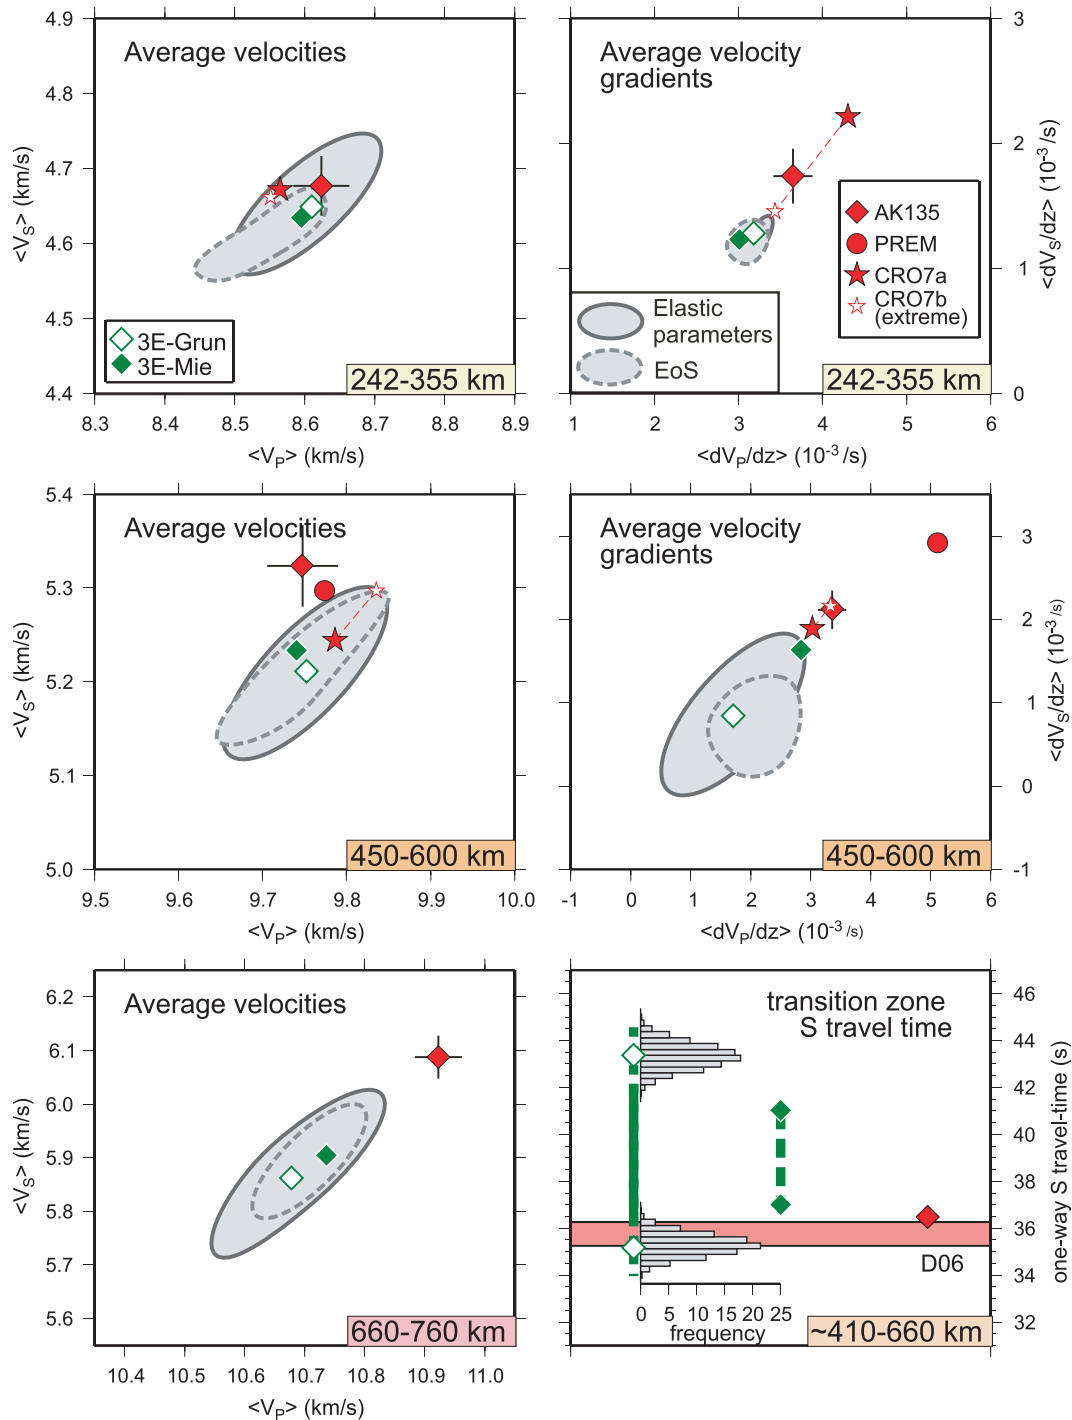 4.9
4.8
4.7
4.6
4.5
4.4
<V_S> (km/s)
Average velocities
3E-Grun
3E-Mie
242-355 km
8.3 8.4 8.5 8.6 8.7 8.8 8.9
<V_P> (km/s)
Average velocity
gradients
3
2
1
0
<dV_S/dz> (10^-3/s)
AK135
PREM
CRO7a
CRO7b
(extreme)
Elastic
parameters
EoS
242-355 km
1 2 3 4 5 6
<dV_P/dz> (10^-3/s)
5.4
5.3
5.2
5.1
5.0
<V_S> (km/s)
Average velocities
450-600 km
9.5 9.6 9.7 9.8 9.9 10.0
<V_P> (km/s)
Average velocity
gradients
3
2
1
0
-1
<dV_S/dz> (10^-3/s)
450-600 km
-1 0 1 2 3 4 5 6
<dV_P/dz> (10^-3/s)
6.2
6.1
6.0
5.9
5.8
5.7
5.6
<V_S> (km/s)
Average velocities
660-760 km
10.4 10.5 10.6 10.7 10.8 10.9 11.0
<V_P> (km/s)
transition zone
S travel time
46
44
42
40
38
36
34
32
one-way S travel-time (s)
D06
0 5 10 15 20 25
frequency
~410-660 km